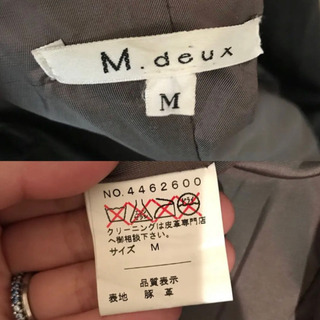 M.deux
M
NO.4462600
クリーニングは皮革専門店
へ御相談下さい。
サイズ M
品質表示
表地 豚革